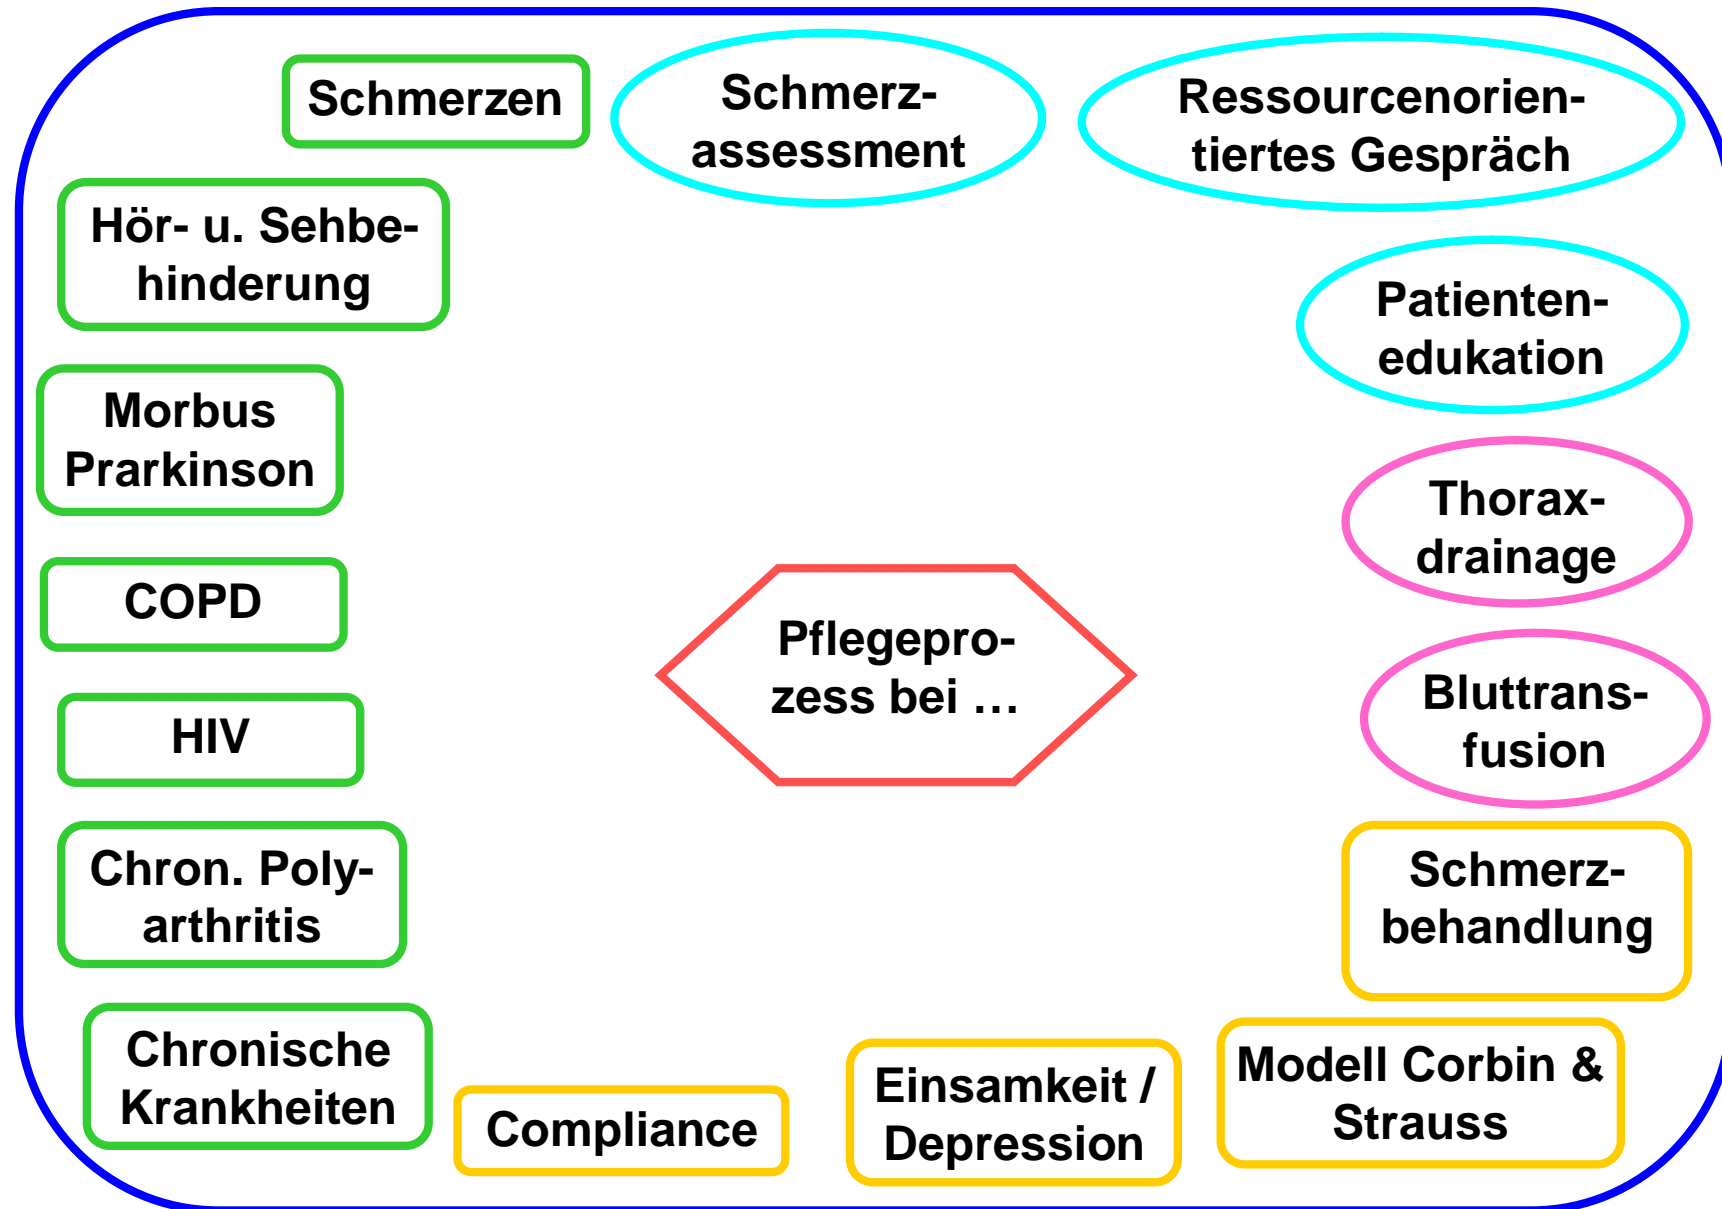 Schmerzen
Schmerz-
assessment
Ressourcenorien-
tiertes Gespräch
Hör- u. Sehbe-
hinderung
Patienten-
edukation
Morbus
Prarkinson
Thorax-
drainage
COPD
Pflegepro-
zess bei …
HIV
Bluttrans-
fusion
Chron. Poly-
arthritis
Schmerz-
behandlung
Chronische
Krankheiten
Compliance
Einsamkeit /
Depression
Modell Corbin &
Strauss